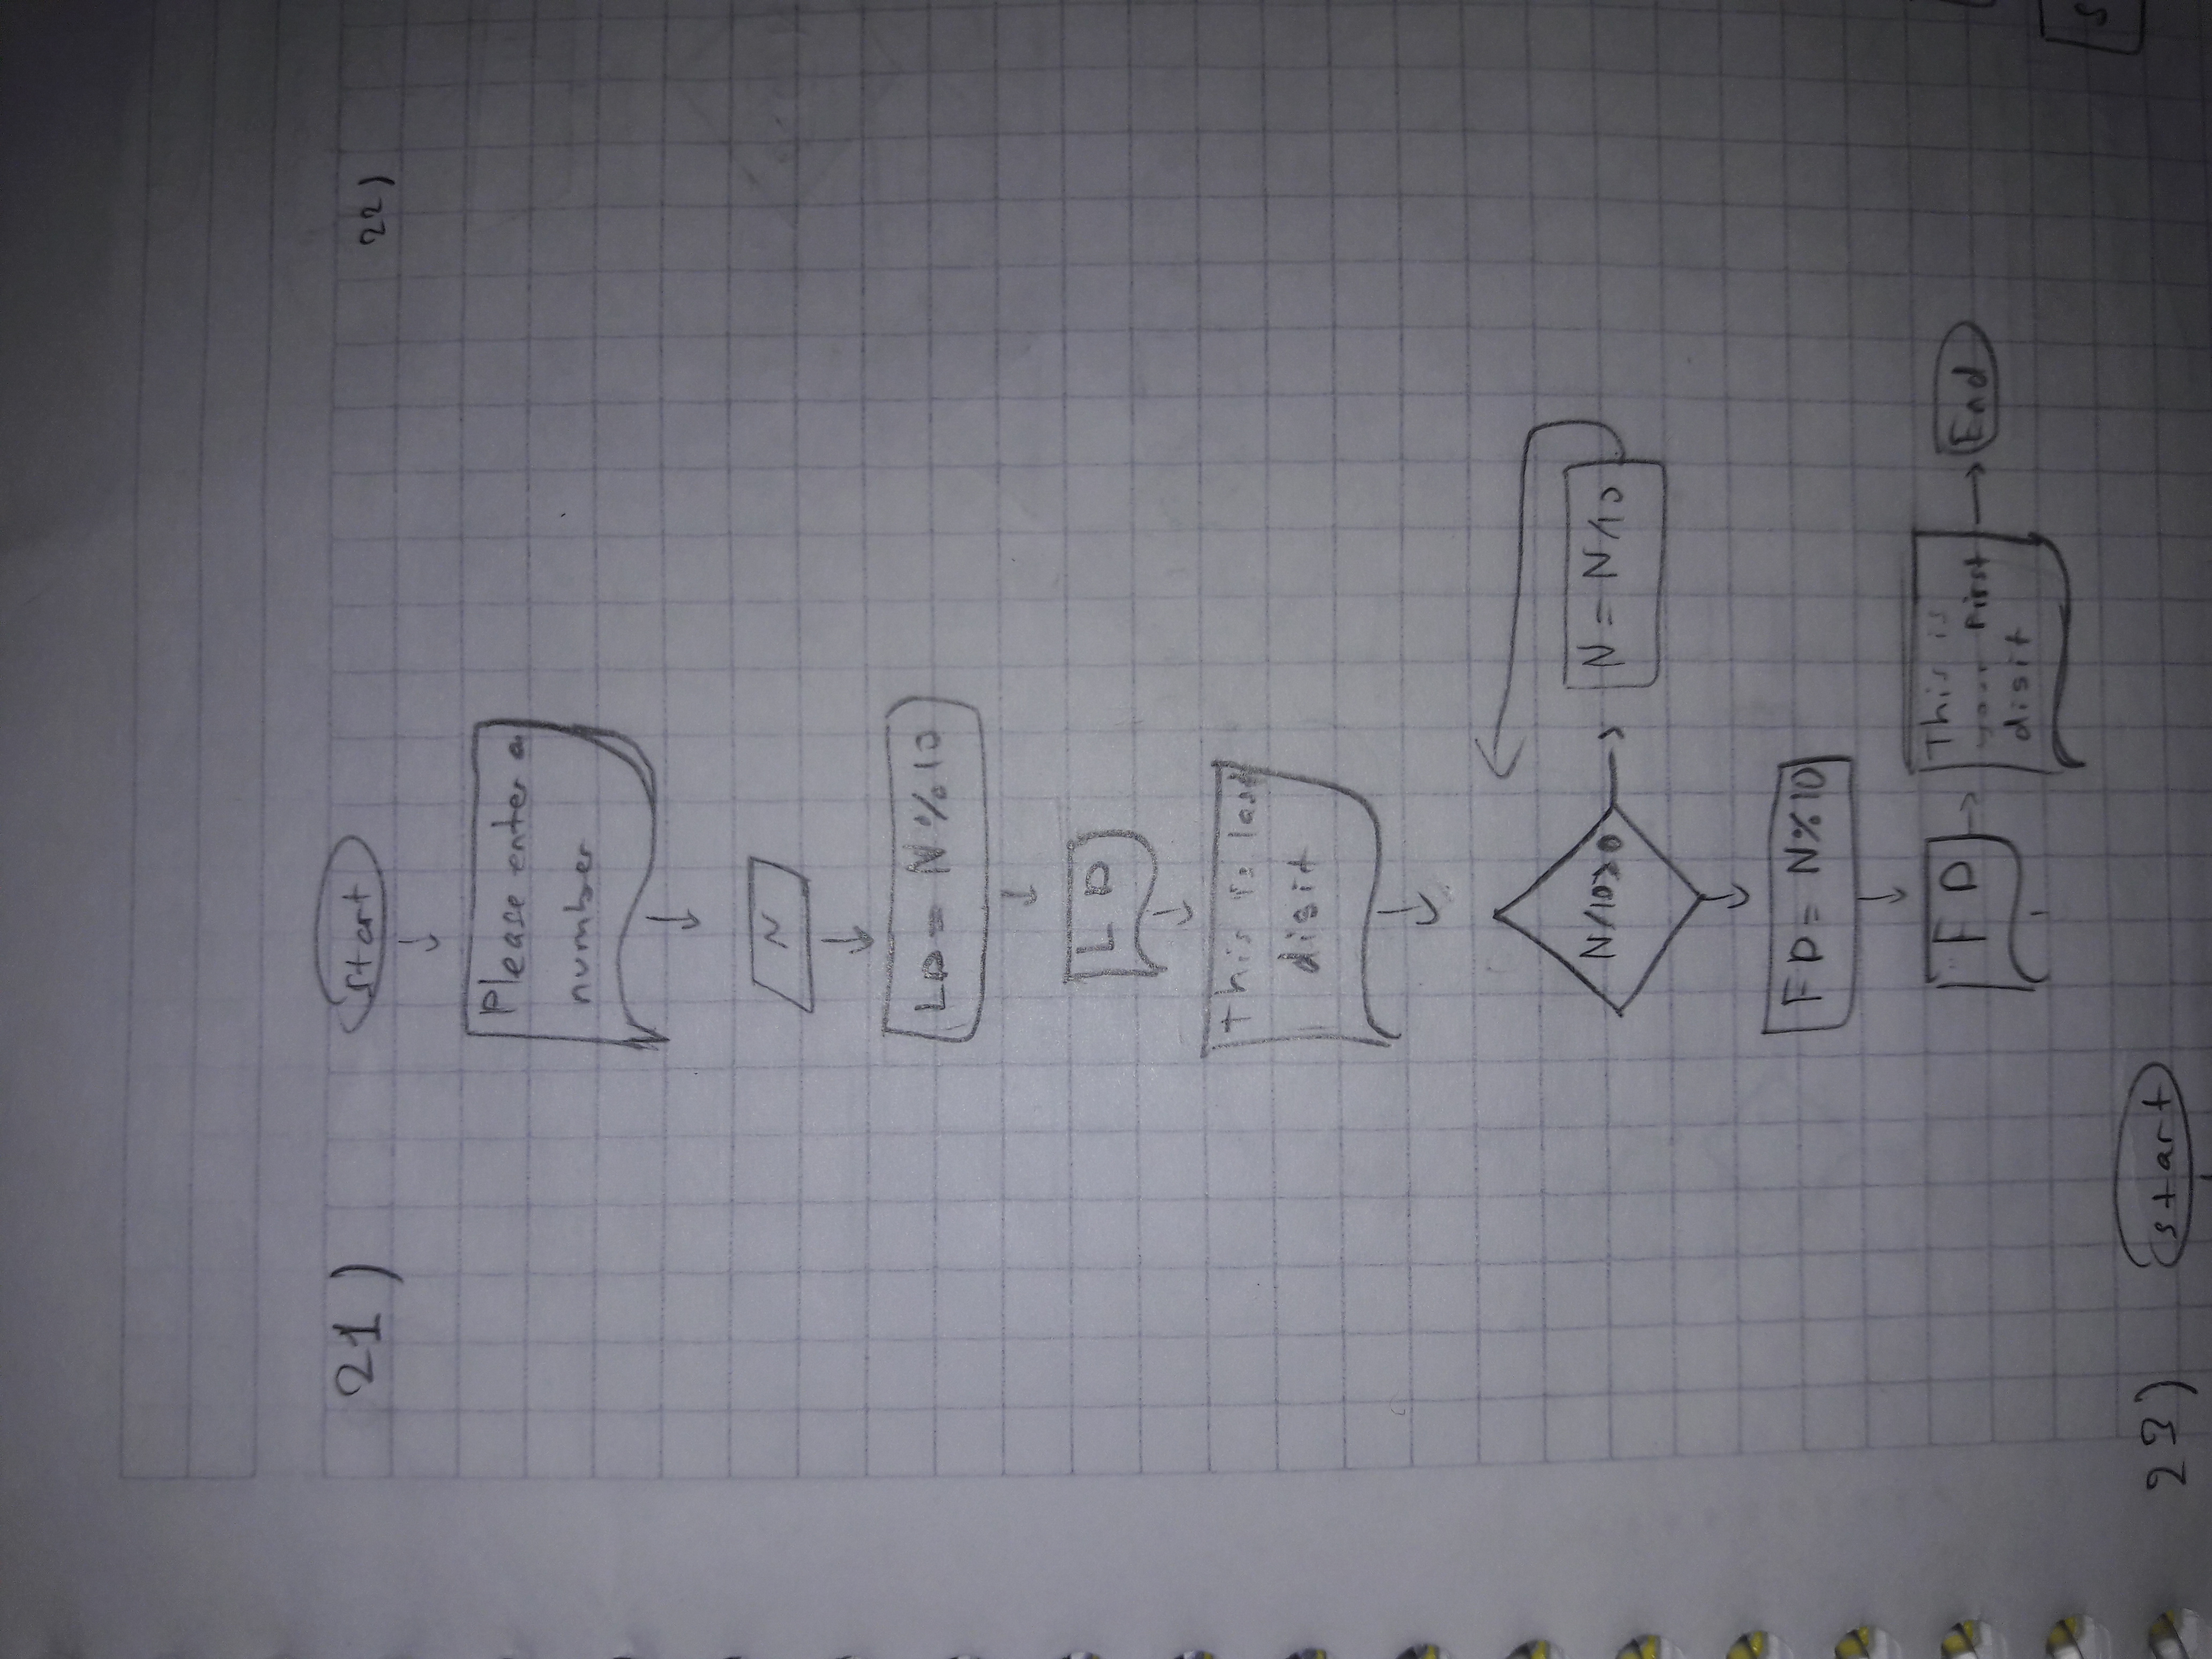 21)
start
Please enter a
number
N
LD = N%10
LD
this is last
digit
N/10>0
N = N/10
FD = N%10
FD
This is
your first
digit
End
22)
23)
start
S